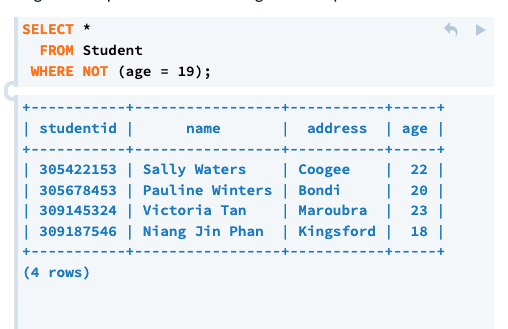 SELECT *
FROM Student
WHERE NOT (age = 19);
+-----------+-----------------+-----------+-----+
| studentid |      name       |  address  | age |
+-----------+-----------------+-----------+-----+
| 305422153 | Sally Waters    | Coogee    |  22 |
| 305678453 | Pauline Winters | Bondi     |  20 |
| 309145324 | Victoria Tan    | Maroubra  |  23 |
| 309187546 | Niang Jin Phan  | Kingsford |  18 |
+-----------+-----------------+-----------+-----+
(4 rows)